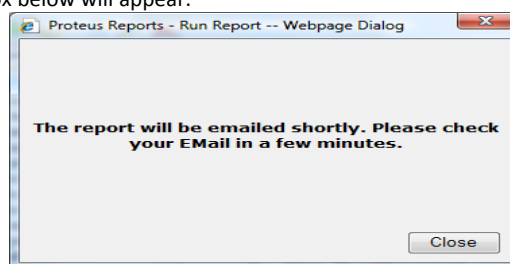 ox below will appear.
Proteus Reports - Run Report -- Webpage Dialog
The report will be emailed shortly. Please check
your EMail in a few minutes.
Close